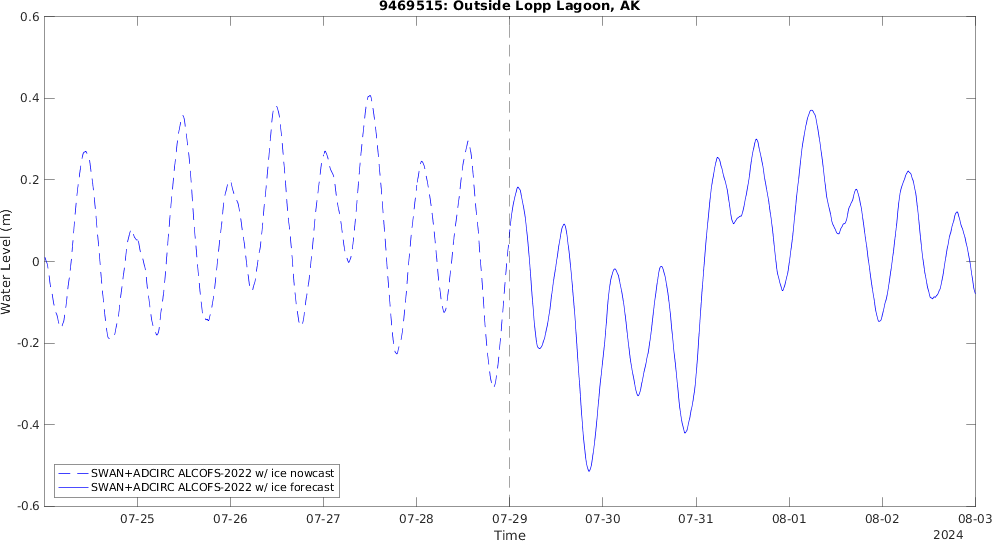 9469515: Outside Lopp Lagoon, AK
0.6
0.4
0.2
0
-0.2
-0.4
-0.6
Water Level (m)
SWAN+ADCIRC ALCOFS-2022 w/ ice nowcast
SWAN+ADCIRC ALCOFS-2022 w/ ice forecast
07-25 07-26 07-27 07-28 07-29 07-30 07-31 08-01 08-02 08-03
Time
2024